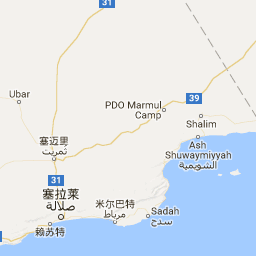 Ubar
PDO Marmul
Camp
39
Shalim
31
Ash
Shuwaymiyyah
الشويمية
塞迈里
ثمريت
31
塞拉莱
صلالة
赖苏特
米尔巴特
مرباط
Sadah
سدح